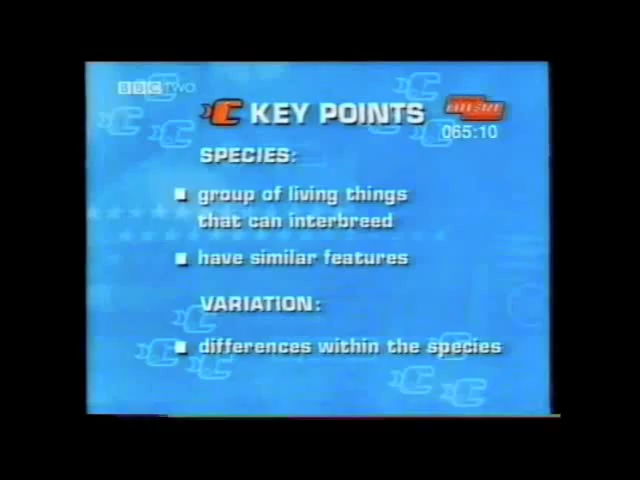 BBC TWO
KEY POINTS
065:10
SPECIES:
group of living things
that can interbreed
have similar features
VARIATION:
differences within the species